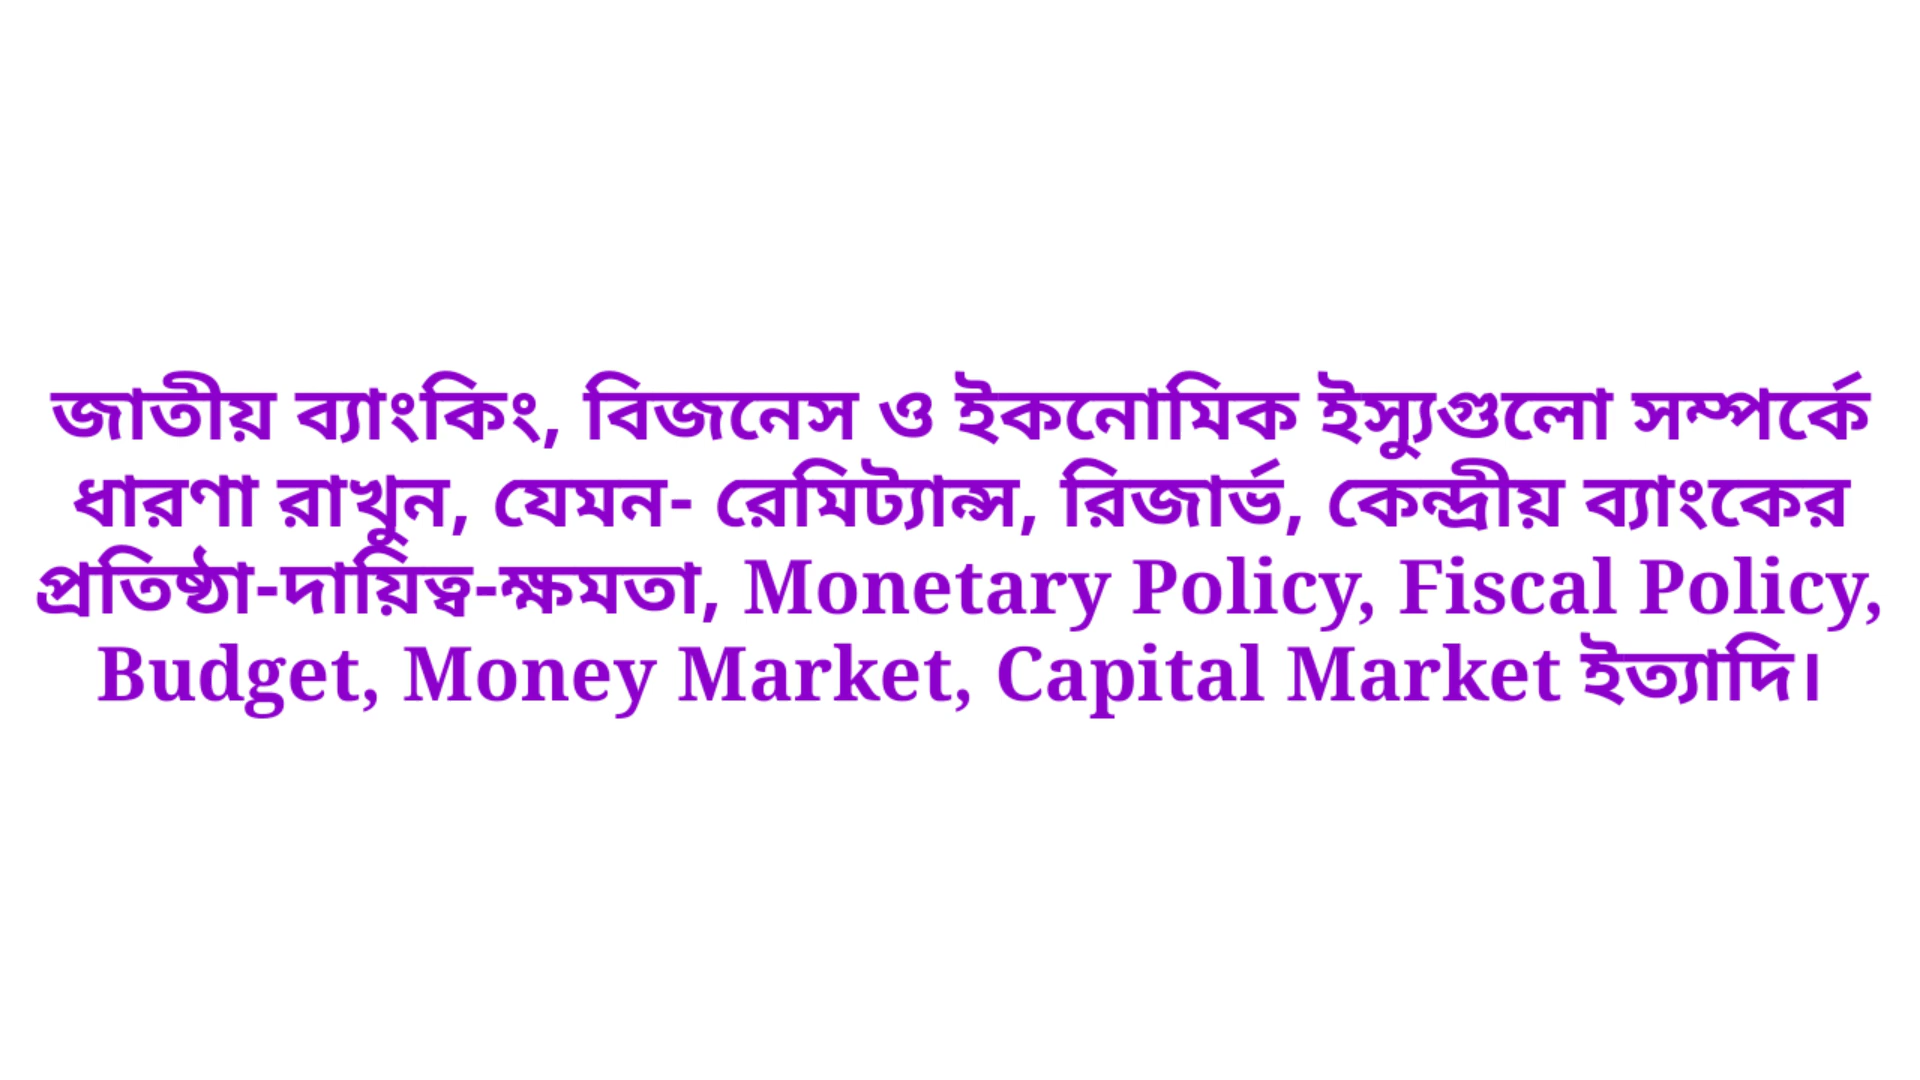 জাতীয় ব্যাংকিং, বিজনেস ও ইকনোমিক ইস্যুগুলো সম্পর্কে
ধারণা রাখুন, যেমন- রেমিট্যান্স, রিজার্ভ, কেন্দ্রীয় ব্যাংকের
প্রতিষ্ঠা-দায়িত্ব-ক্ষমতা, Monetary Policy, Fiscal Policy,
Budget, Money Market, Capital Market ইত্যাদি।